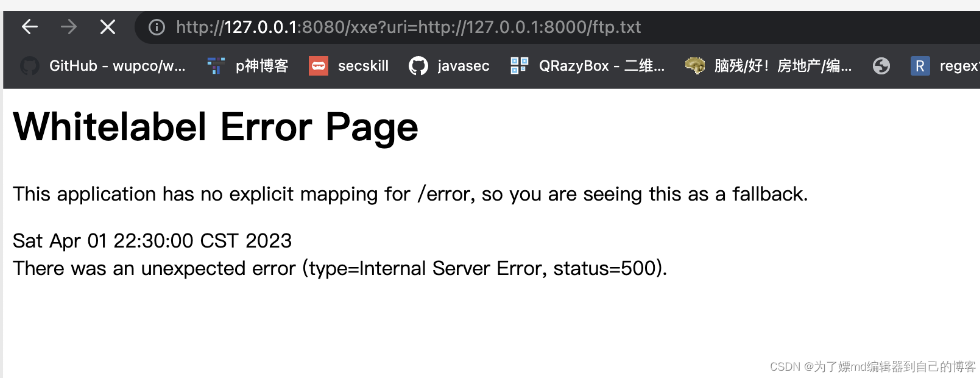 http://127.0.0.1:8080/xxe?uri=http://127.0.0.1:8000/ftp.txt
GitHub - wupco/w... p神博客 secskill javasec QRazyBox - 二维... 脑残/好！房地产/编... R regex
Whitelabel Error Page
This application has no explicit mapping for /error, so you are seeing this as a fallback.
Sat Apr 01 22:30:00 CST 2023
There was an unexpected error (type=Internal Server Error, status=500).
CSDN @为了嫖md编辑器到自己的博客